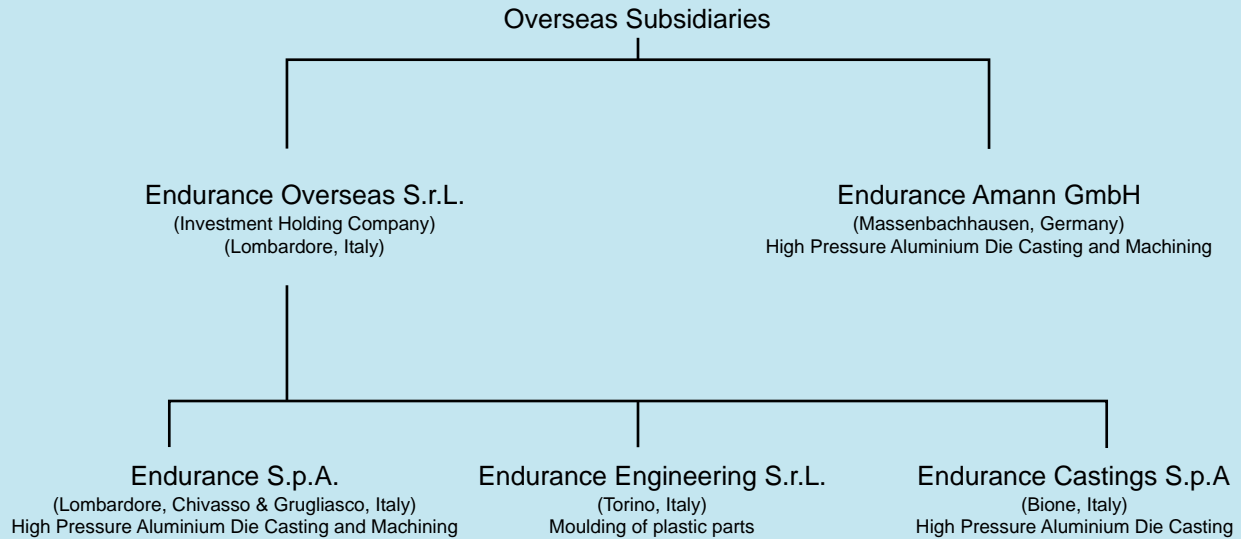 Overseas Subsidiaries
Endurance Overseas S.r.L.
(Investment Holding Company)
(Lombardore, Italy)
Endurance Amann GmbH
(Massenbachhausen, Germany)
High Pressure Aluminium Die Casting and Machining
Endurance S.p.A.
(Lombardore, Chivasso & Grugliasco, Italy)
High Pressure Aluminium Die Casting and Machining
Endurance Engineering S.r.L.
(Torino, Italy)
Moulding of plastic parts
Endurance Castings S.p.A
(Bione, Italy)
High Pressure Aluminium Die Casting